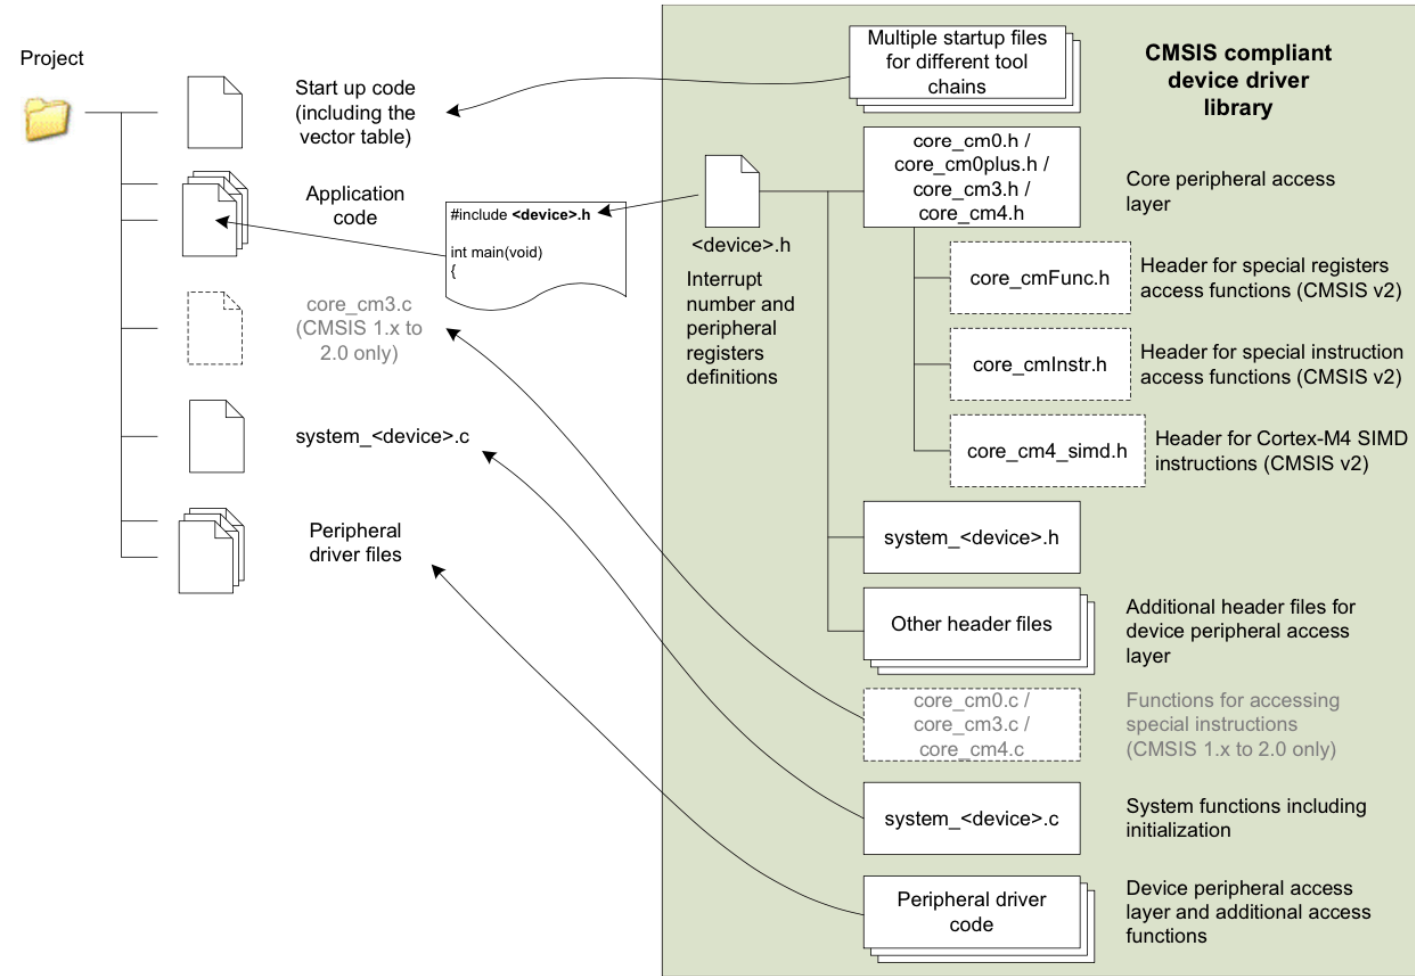 Project
Start up code
(including the
vector table)
Application
code
#include <device>.h
int main(void)
{
core_cm3.c
(CMSIS 1.x to
2.0 only)
system_<device>.c
Peripheral
driver files
CMSIS compliant
device driver
library
Multiple startup files
for different tool
chains
<device>.h
Interrupt
number and
peripheral
registers
definitions
core_cm0.h /
core_cm0plus.h /
core_cm3.h /
core_cm4.h
Core peripheral access
layer
core_cmFunc.h
Header for special registers
access functions (CMSIS v2)
core_cmInstr.h
Header for special instruction
access functions (CMSIS v2)
core_cm4_simd.h
Header for Cortex-M4 SIMD
instructions (CMSIS v2)
system_<device>.h
Other header files
Additional header files for
device peripheral access
layer
core_cm0.c /
core_cm3.c /
core_cm4.c
Functions for accessing
special instructions
(CMSIS 1.x to 2.0 only)
system_<device>.c
System functions including
initialization
Peripheral driver
code
Device peripheral access
layer and additional access
functions